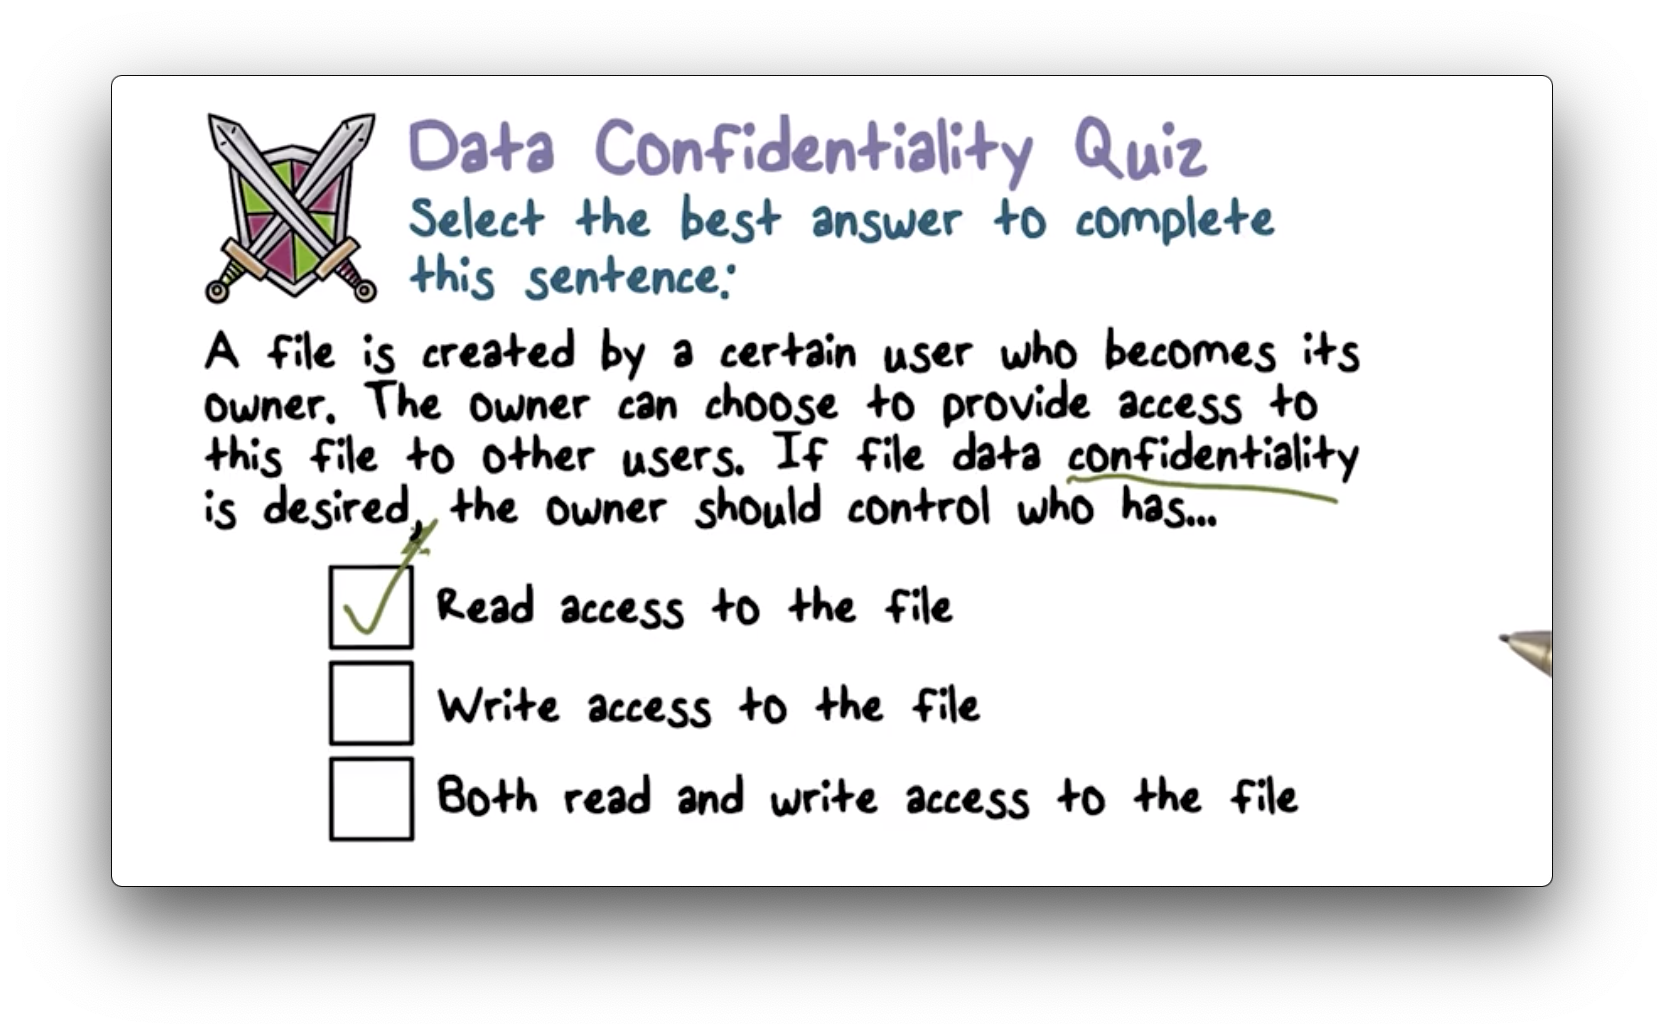 Data Confidentiality Quiz
Select the best answer to complete
this sentence:
A file is created by a certain user who becomes its
owner. The owner can choose to provide access to
this file to other users. If file data confidentiality
is desired, the owner should control who has...
Read access to the file
Write access to the file
Both read and write access to the file